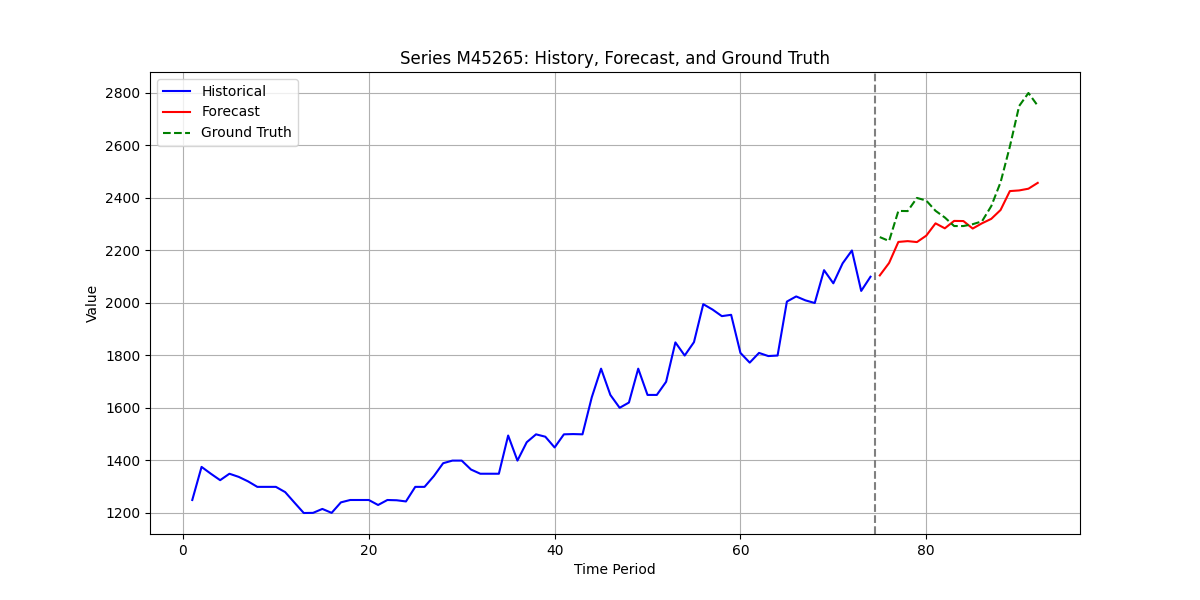 Series M45265: History, Forecast, and Ground Truth
Historical
Forecast
Ground Truth
2800
2600
2400
2200
2000
1800
1600
1400
1200
Value
0 20 40 60 80
Time Period